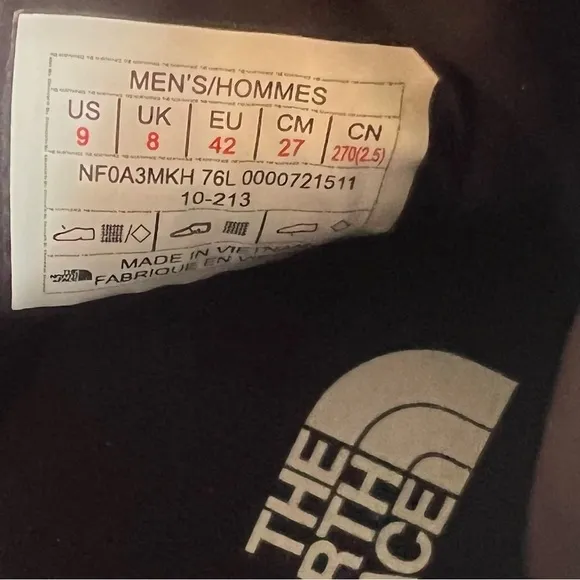 MEN'S/HOMMES
US UK EU CM CN
9 8 42 27 270(2.5)
NF0A3MKH 76L 0000721511
10-213
MADE IN VIETNAM
FABRIQUE EN
THE
RTH
ACE